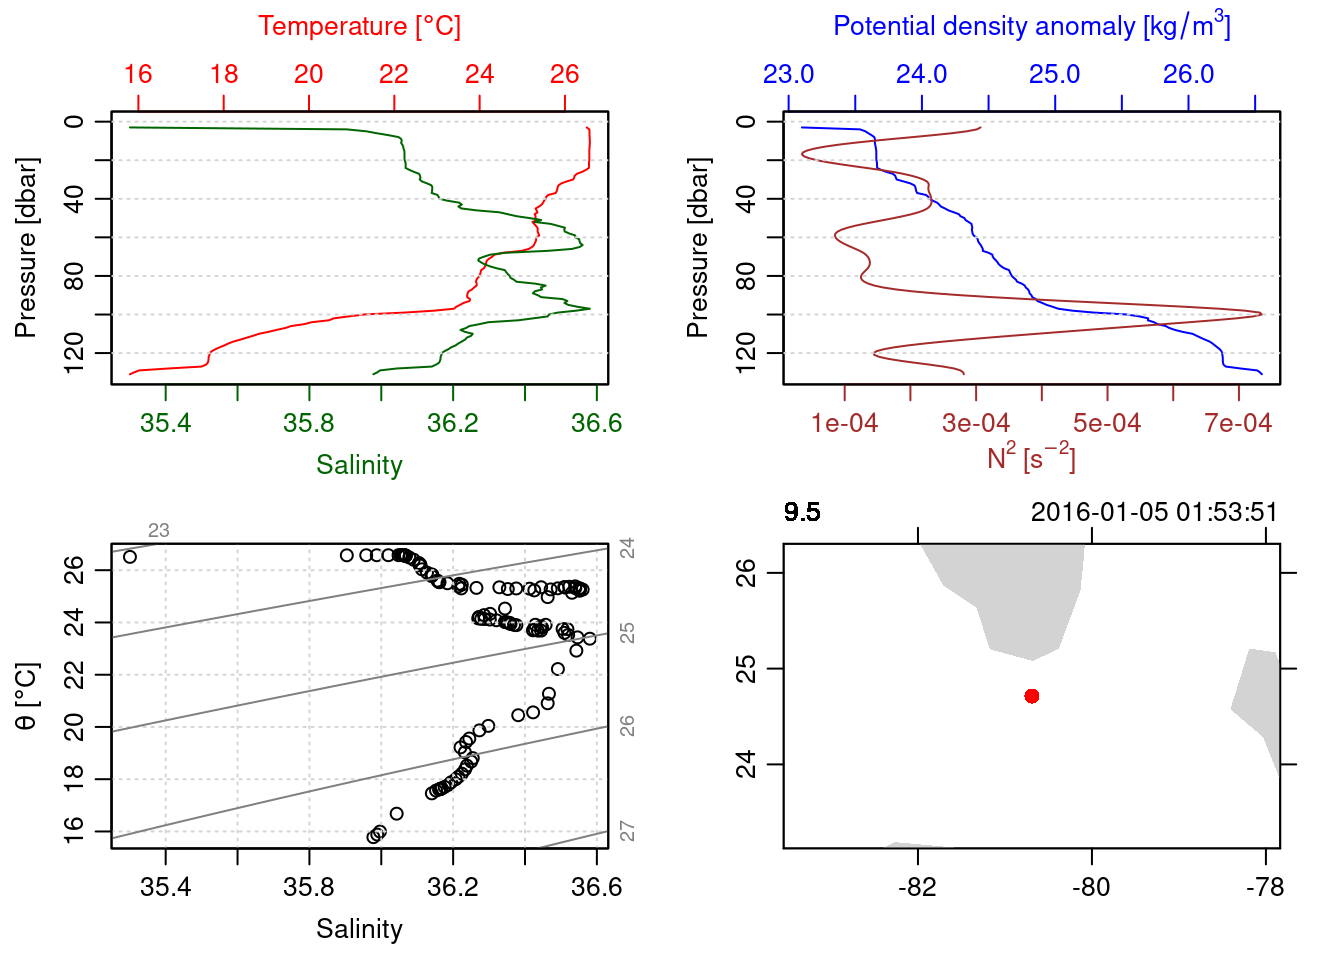 Temperature [°C]
16 18 20 22 24 26
Pressure [dbar]
0 40 80 120
35.4 35.8 36.2 36.6
Salinity
Potential density anomaly [kg/m³]
23.0 24.0 25.0 26.0
Pressure [dbar]
0 40 80 120
1e-04 3e-04 5e-04 7e-04
N² [s⁻²]
23
24
25
26
27
θ [°C]
26 24 22 20 18 16
35.4 35.8 36.2 36.6
Salinity
9.5 2016-01-05 01:53:51
26 25 24
-82 -80 -78